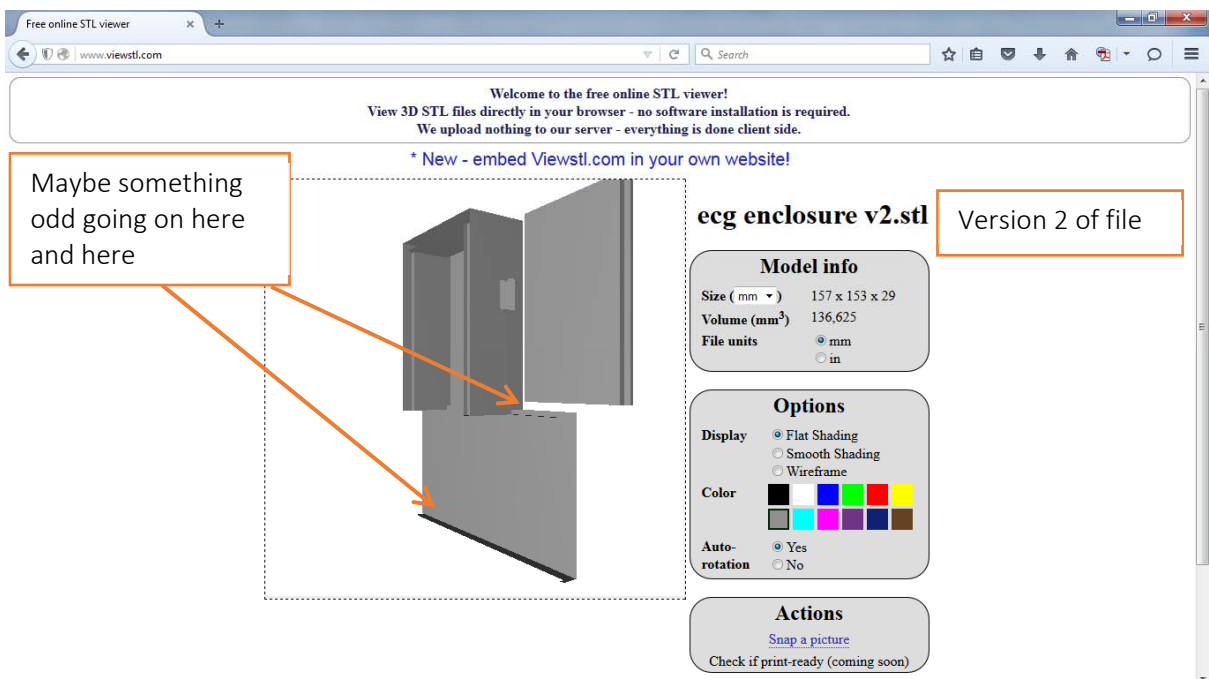 Free online STL viewer
www.viewstl.com
Search
Welcome to the free online STL viewer!
View 3D STL files directly in your browser - no software installation is required.
We upload nothing to our server - everything is done client side.
* New - embed Viewstl.com in your own website!
Maybe something
odd going on here
and here
ecg enclosure v2.stl
Version 2 of file
Model info
Size ( mm ) 157 x 153 x 29
Volume (mm³) 136,625
File units mm
in
Options
Display Flat Shading
Smooth Shading
Wireframe
Color
Auto- Yes
rotation No
Actions
Snap a picture
Check if print-ready (coming soon)